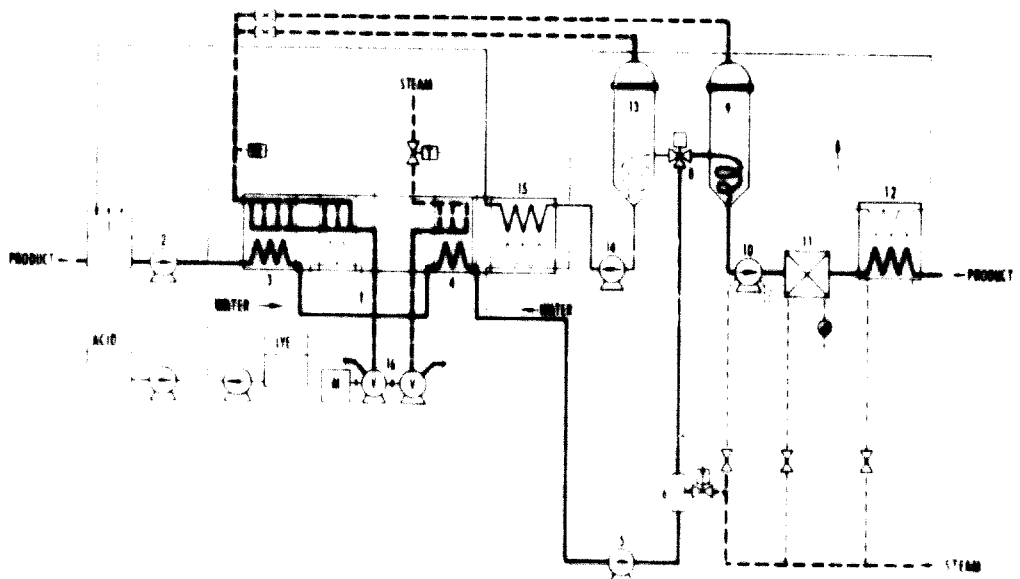 STEAM
13
9
8
15
12
1
2
3
4
14
10
11
PRODUCT
PRODUCT
WATER
WATER
ACID
LYE
16
M
V
V
T
5
STEAM